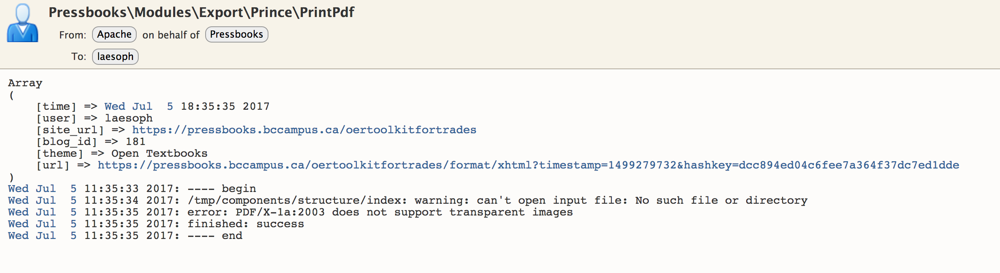 Pressbooks\Modules\Export\Prince\PrintPdf
From: Apache on behalf of Pressbooks
To: laesoph
Array
(
    [time] => Wed Jul  5 18:35:35 2017
    [user] => laesoph
    [site_url] => https://pressbooks.bccampus.ca/oertoolkitfortrades
    [blog_id] => 181
    [theme] => Open Textbooks
    [url] => https://pressbooks.bccampus.ca/oertoolkitfortrades/format/xhtml?timestamp=1499279732&hashkey=dcc894ed04c6fee7a364f37dc7ed1dde
)
Wed Jul  5 11:35:33 2017: ---- begin
Wed Jul  5 11:35:34 2017: /tmp/components/structure/index: warning: can't open input file: No such file or directory
Wed Jul  5 11:35:35 2017: error: PDF/X-1a:2003 does not support transparent images
Wed Jul  5 11:35:35 2017: finished: success
Wed Jul  5 11:35:35 2017: ---- end